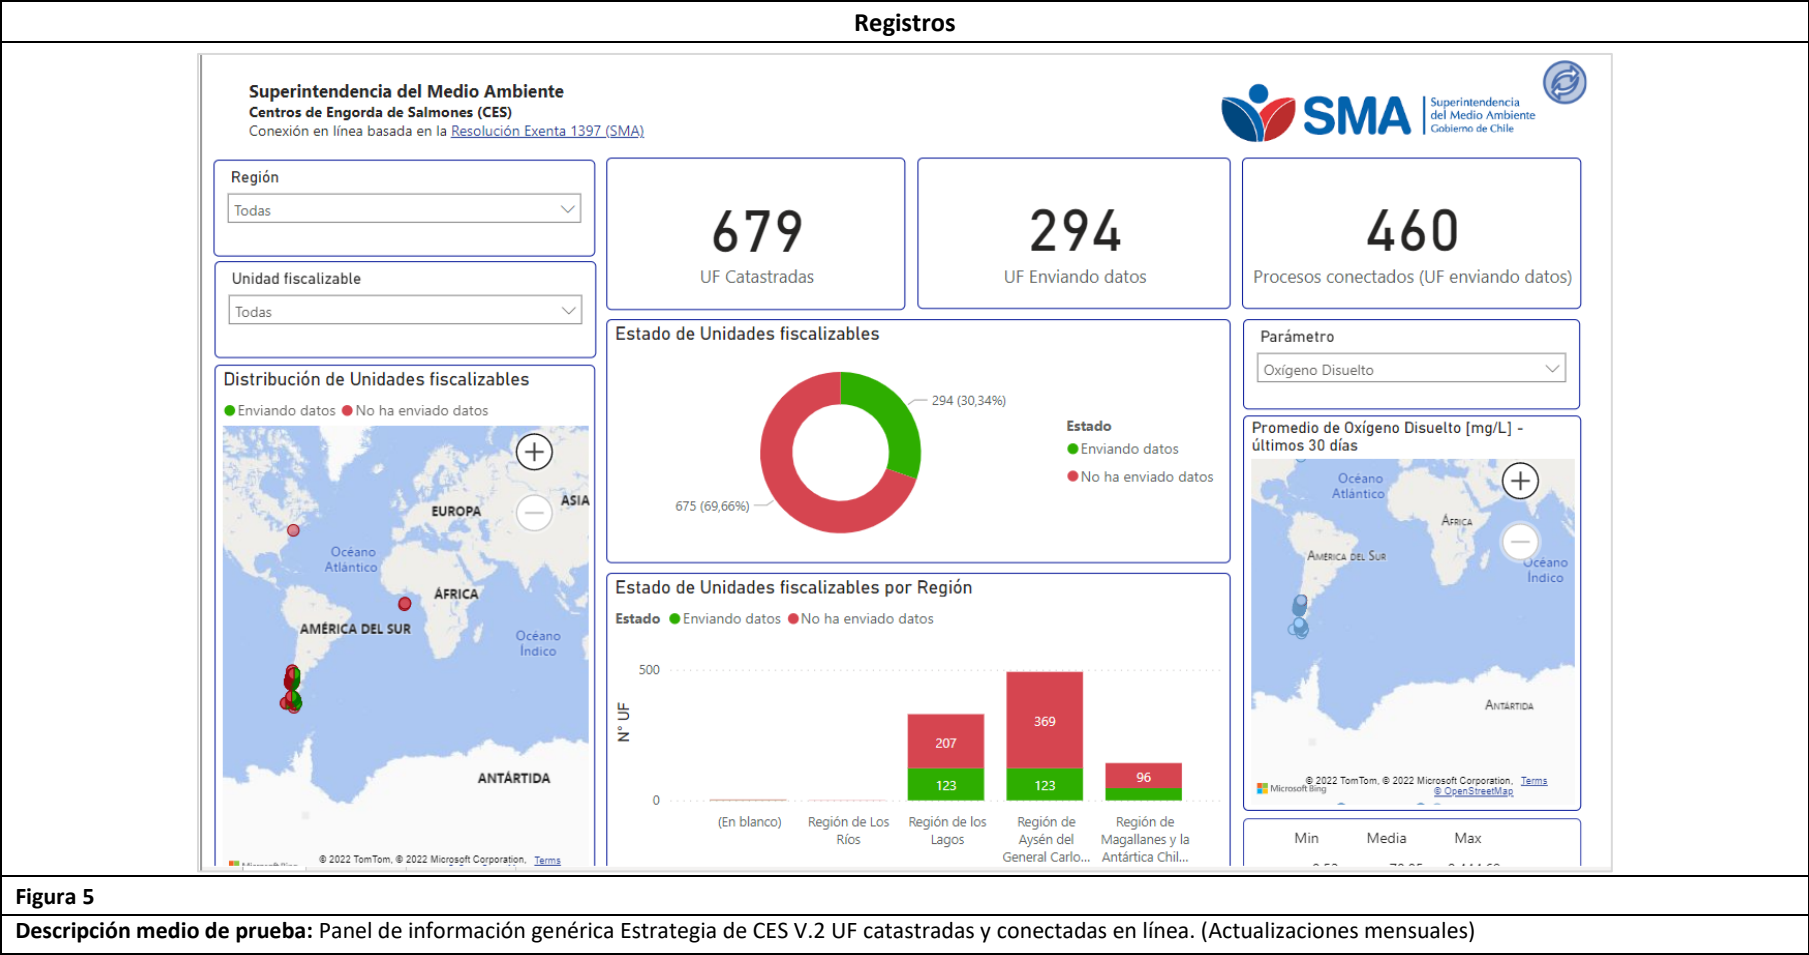 Registros
Superintendencia del Medio Ambiente
Centros de Engorda de Salmones (CES)
Conexión en línea basada en la Resolución Exenta 1397 (SMA)
SMA
Superintendencia
del Medio Ambiente
Gobierno de Chile
Región
Todas
Unidad fiscalizable
Todas
679
UF Catastradas
294
UF Enviando datos
460
Procesos conectados (UF enviando datos)
Distribución de Unidades fiscalizables
Enviando datos No ha enviado datos
EUROPA
ASIA
Océano
Atlántico
ÁFRICA
AMÉRICA DEL SUR
Océano
Índico
ANTÁRTIDA
© 2022 TomTom, © 2022 Microsoft Corporation, Terms
Estado de Unidades fiscalizables
294 (30,34%)
675 (69,66%)
Estado
Enviando datos
No ha enviado datos
Estado de Unidades fiscalizables por Región
Estado Enviando datos No ha enviado datos
N° UF
500
0
207
123
369
123
96
(En blanco)
Región de Los
Ríos
Región de los
Lagos
Región de
Aysén del
General Carlo...
Región de
Magallanes y la
Antártica Chil...
Parámetro
Oxígeno Disuelto
Promedio de Oxígeno Disuelto [mg/L] -
últimos 30 días
Océano
Atlántico
ÁFRICA
AMÉRICA DEL SUR
Océano
Índico
ANTÁRTIDA
Microsoft Bing
© 2022 TomTom, © 2022 Microsoft Corporation, Terms
© OpenStreetMap
Min Media Max
Figura 5
Descripción medio de prueba: Panel de información genérica Estrategia de CES V.2 UF catastradas y conectadas en línea. (Actualizaciones mensuales)